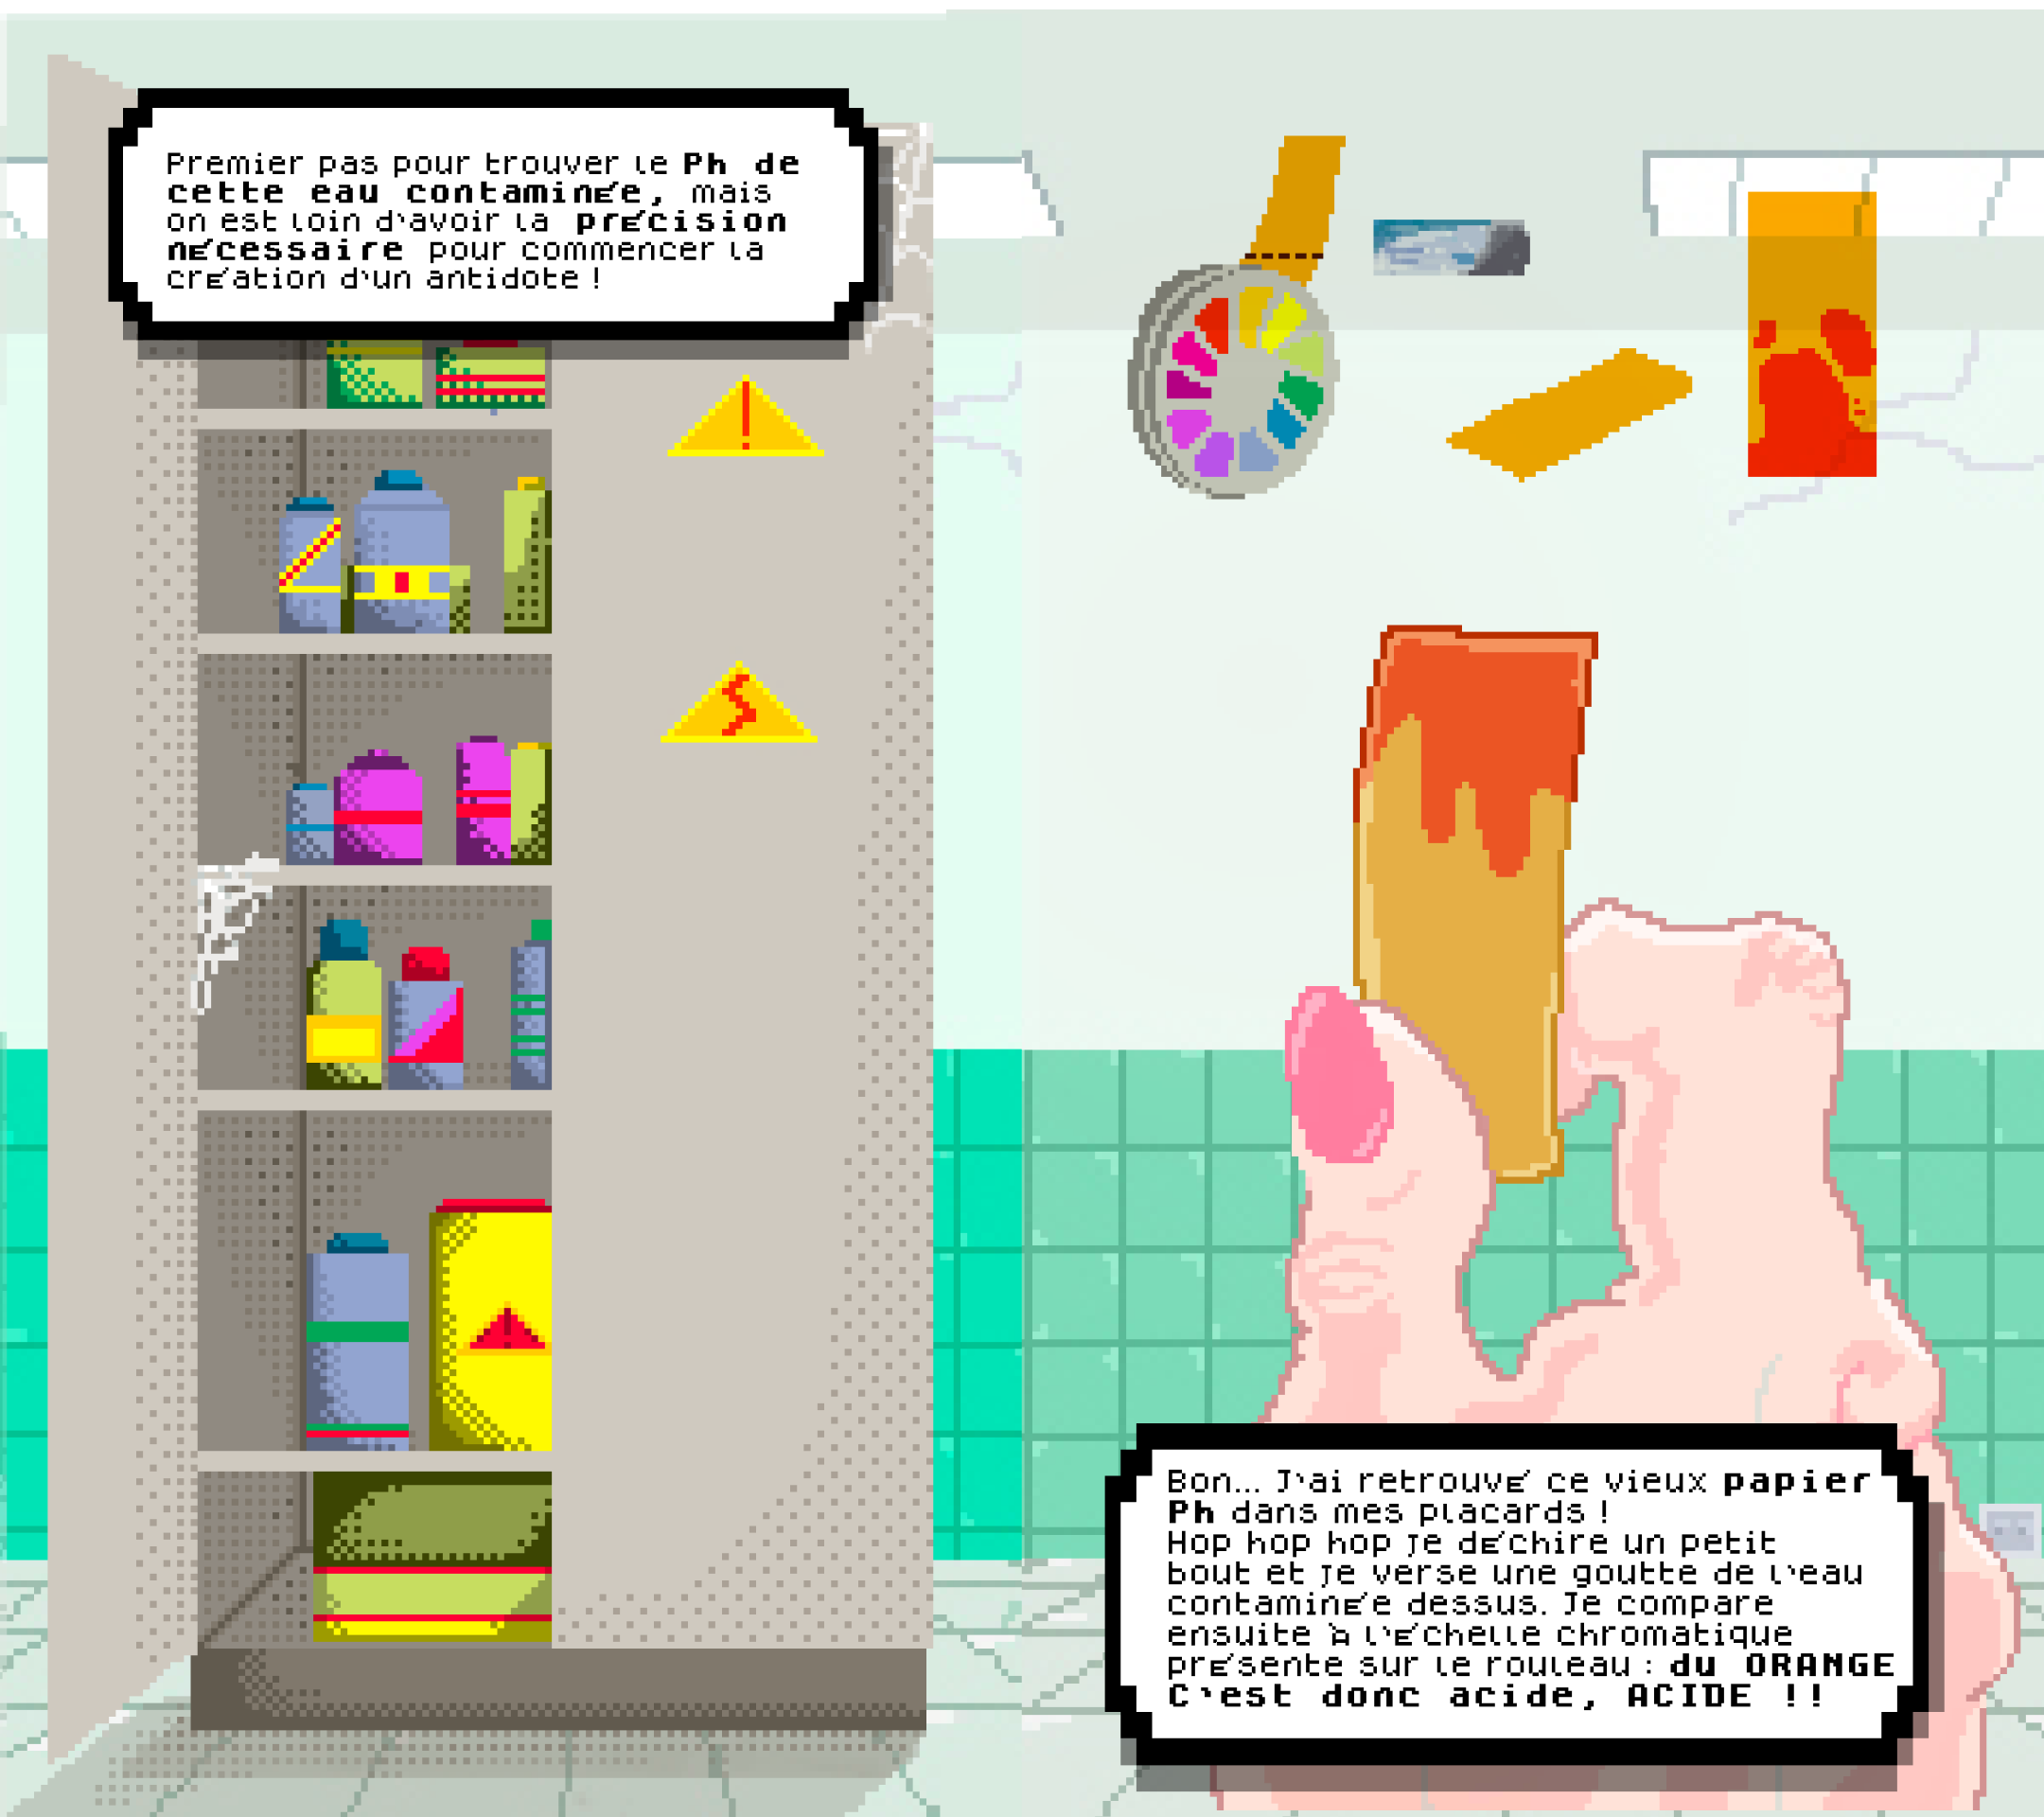 Premier pas pour trouver le Ph de
cette eau contaminée, mais
on est loin d'avoir la précision
nécessaire pour commencer la
création d'un antidote !
Bon... J'ai retrouvé ce vieux papier
Ph dans mes placards !
Hop hop hop je déchire un petit
bout et je verse une goutte de l'eau
contaminée dessus. Je compare
ensuite à l'échelle chromatique
présente sur le rouleau : du ORANGE
C'est donc acide, ACIDE !!